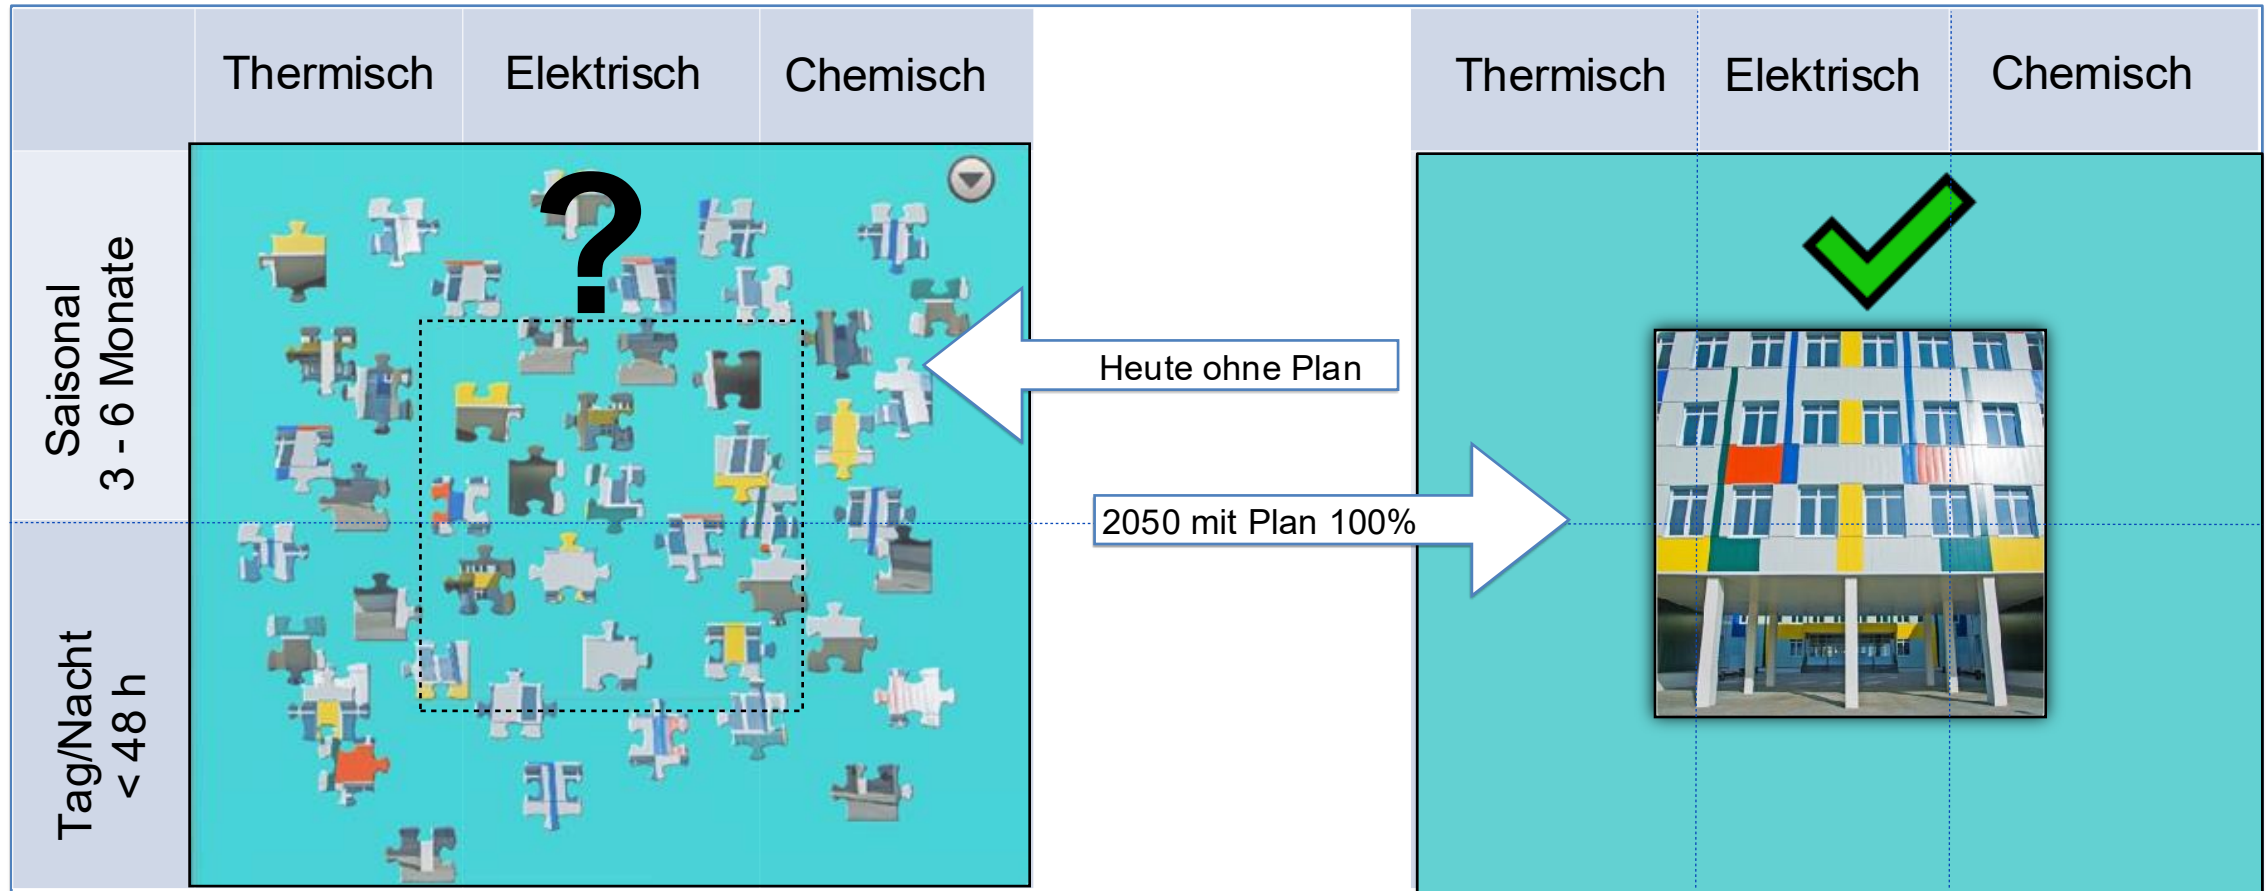 Thermisch Elektrisch Chemisch
Thermisch Elektrisch Chemisch
?
Saisonal
3 - 6 Monate
Heute ohne Plan
2050 mit Plan 100%
Tag/Nacht
< 48 h